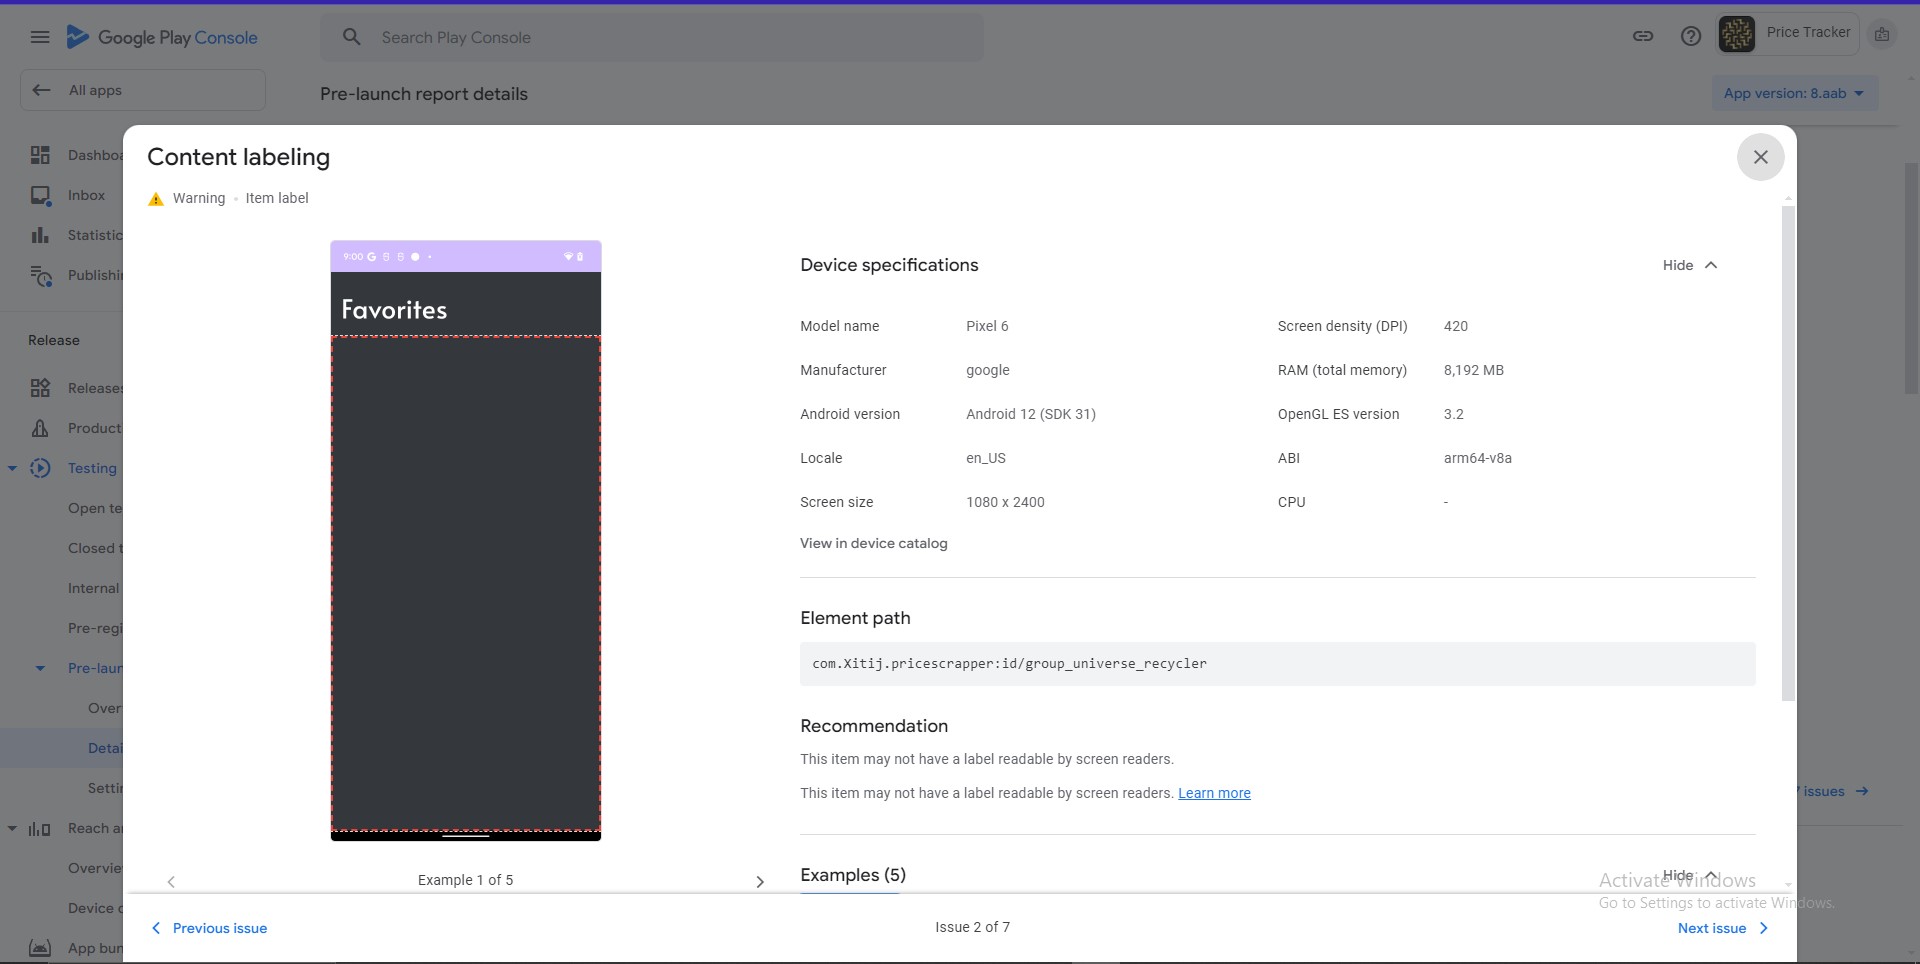 Google Play Console
Search Play Console
Price Tracker
All apps
Pre-launch report details
App version: 8.aab
Dashboa
Inbox
Statistic
Publishi
Release
Releases
Product
Testing
Open te
Closed t
Internal
Pre-regi
Pre-laun
Over
Detai
Settin
Reach an
Overvie
Device c
App bun
Content labeling
Warning • Item label
9:00
Favorites
Example 1 of 5
Device specifications
Hide
Model name Pixel 6 Screen density (DPI) 420
Manufacturer google RAM (total memory) 8,192 MB
Android version Android 12 (SDK 31) OpenGL ES version 3.2
Locale en_US ABI arm64-v8a
Screen size 1080 x 2400 CPU -
View in device catalog
Element path
com.Xitij.pricescrapper:id/group_universe_recycler
Recommendation
This item may not have a label readable by screen readers.
This item may not have a label readable by screen readers. Learn more
7 issues
Examples (5)
Hide
Activate Windows
Go to Settings to activate Windows.
Previous issue
Issue 2 of 7
Next issue